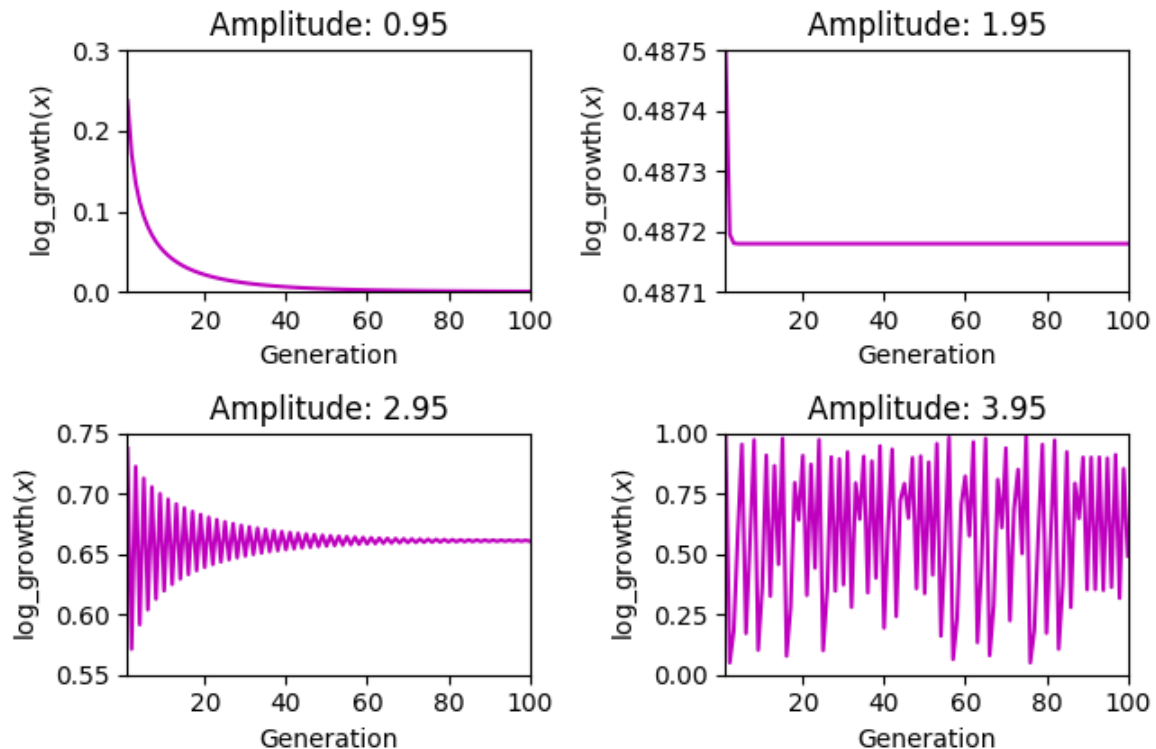 Amplitude: 0.95
0.3
0.2
0.1
0.0
log_growth(x)
20 40 60 80 100
Generation
Amplitude: 1.95
0.4875
0.4874
0.4873
0.4872
0.4871
log_growth(x)
20 40 60 80 100
Generation
Amplitude: 2.95
0.75
0.70
0.65
0.60
0.55
log_growth(x)
20 40 60 80 100
Generation
Amplitude: 3.95
1.00
0.75
0.50
0.25
0.00
log_growth(x)
20 40 60 80 100
Generation